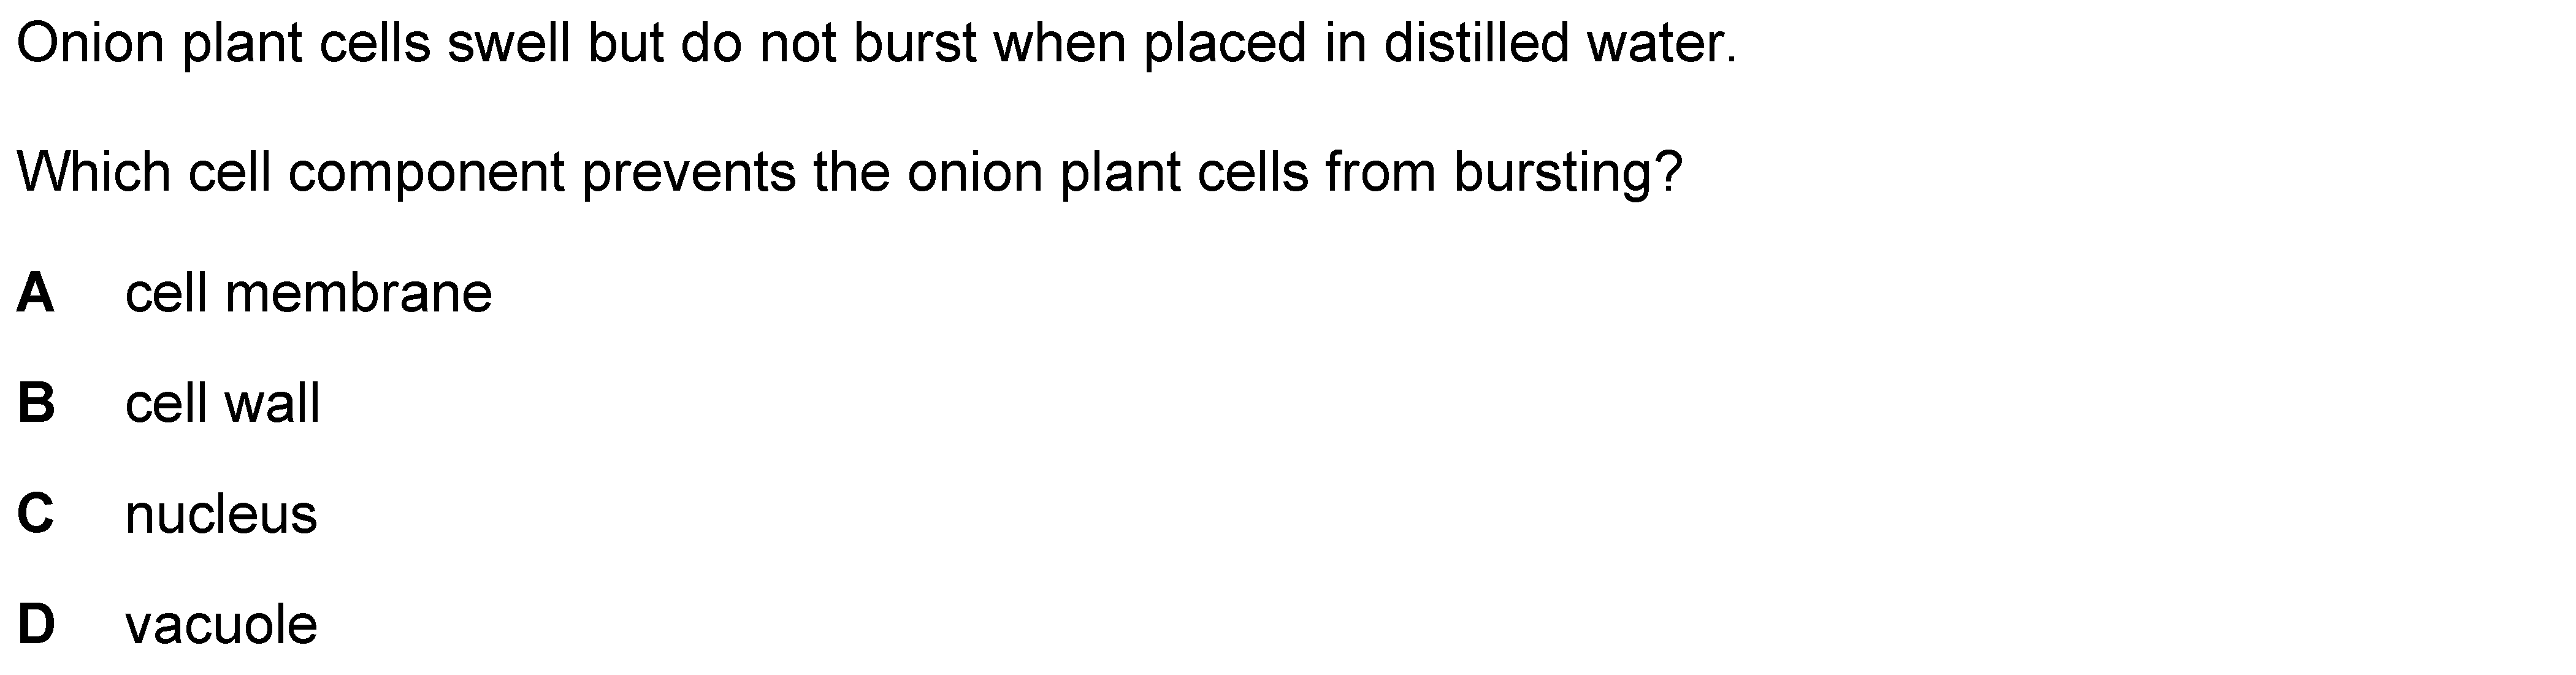 Onion plant cells swell but do not burst when placed in distilled water.
Which cell component prevents the onion plant cells from bursting?
A cell membrane
B cell wall
C nucleus
D vacuole